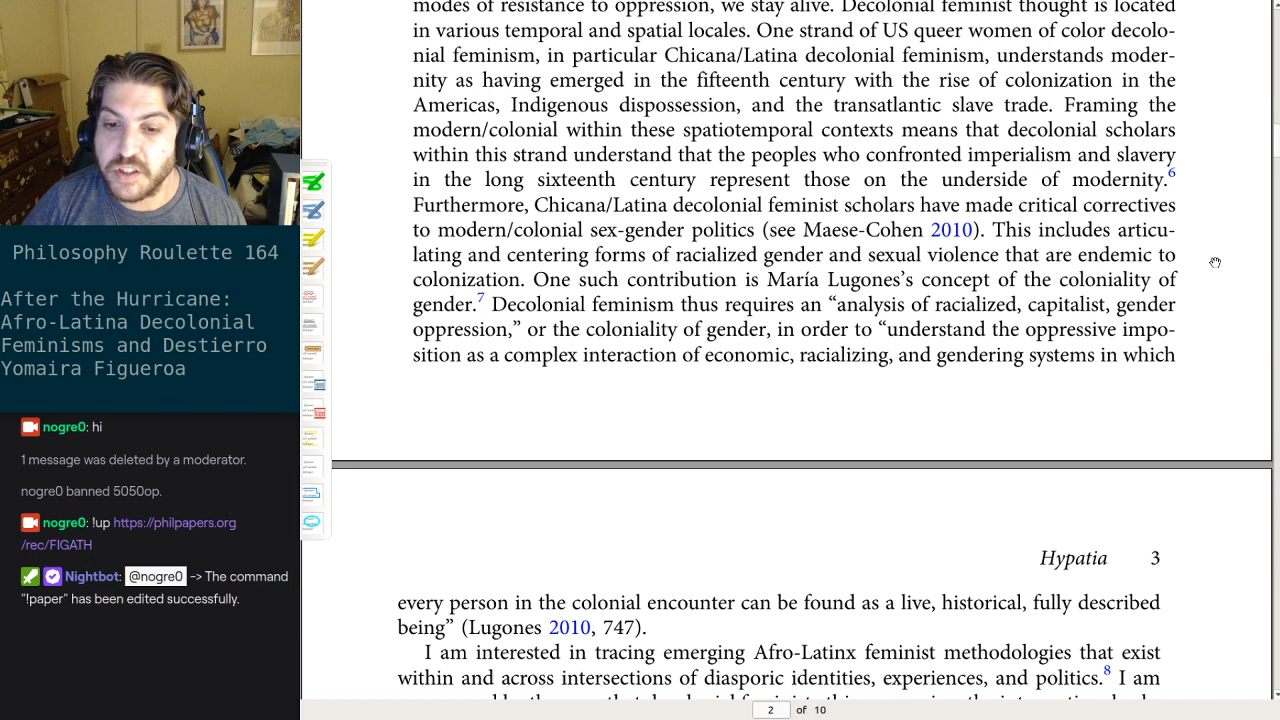 Philosophy Roulette 164
After the Hurricane:
Afro-Latina Decolonial
Feminisms and Destierro
Yomaira Figueroa
nogre0: hi
1 message was deleted by a moderator.
nogre0 banned 5050op.
nogre0: !up https://philpapers.org
/rec/FIGATH
Nightbot: @nogre0 -> The command
"!paper" has been edited successfully.
modes of resistance to oppression, we stay alive. Decolonial feminist thought is located
in various temporal and spatial locales. One strand of US queer women of color decolo-
nial feminism, in particular Chicana/Latina decolonial feminism, understands moder-
nity as having emerged in the fifteenth century with the rise of colonization in the
Americas, Indigenous dispossession, and the transatlantic slave trade. Framing the
modern/colonial within these spatiotemporal contexts means that decolonial scholars
within this strand understand that the peoples who confronted imperialism and slavery
in the long sixteenth century represent those on the underside of modernity.6
Furthermore, Chicana/Latina decolonial feminist scholars have made critical correctives
to modern/colonial sex-gender politics (see Meese-Cohen 2010). This includes articu-
lating and centering forms of racialized gender and sexual violence that are endemic to
colonization. One such contribution is María Lugones's concept of the coloniality of
gender. A decolonial feminism then requires an "analysis of racialized, capitalist, gender
oppression," or the coloniality of gender, in order to "understand the oppressive impo-
sition as a complex interaction of economic, racializing, and gendering systems in which
Hypatia 3
every person in the colonial encounter can be found as a live, historical, fully described
being" (Lugones 2010, 747).
I am interested in tracing emerging Afro-Latinx feminist methodologies that exist
within and across intersections of diasporic identities, experiences, and politics.8 I am
2 of 10